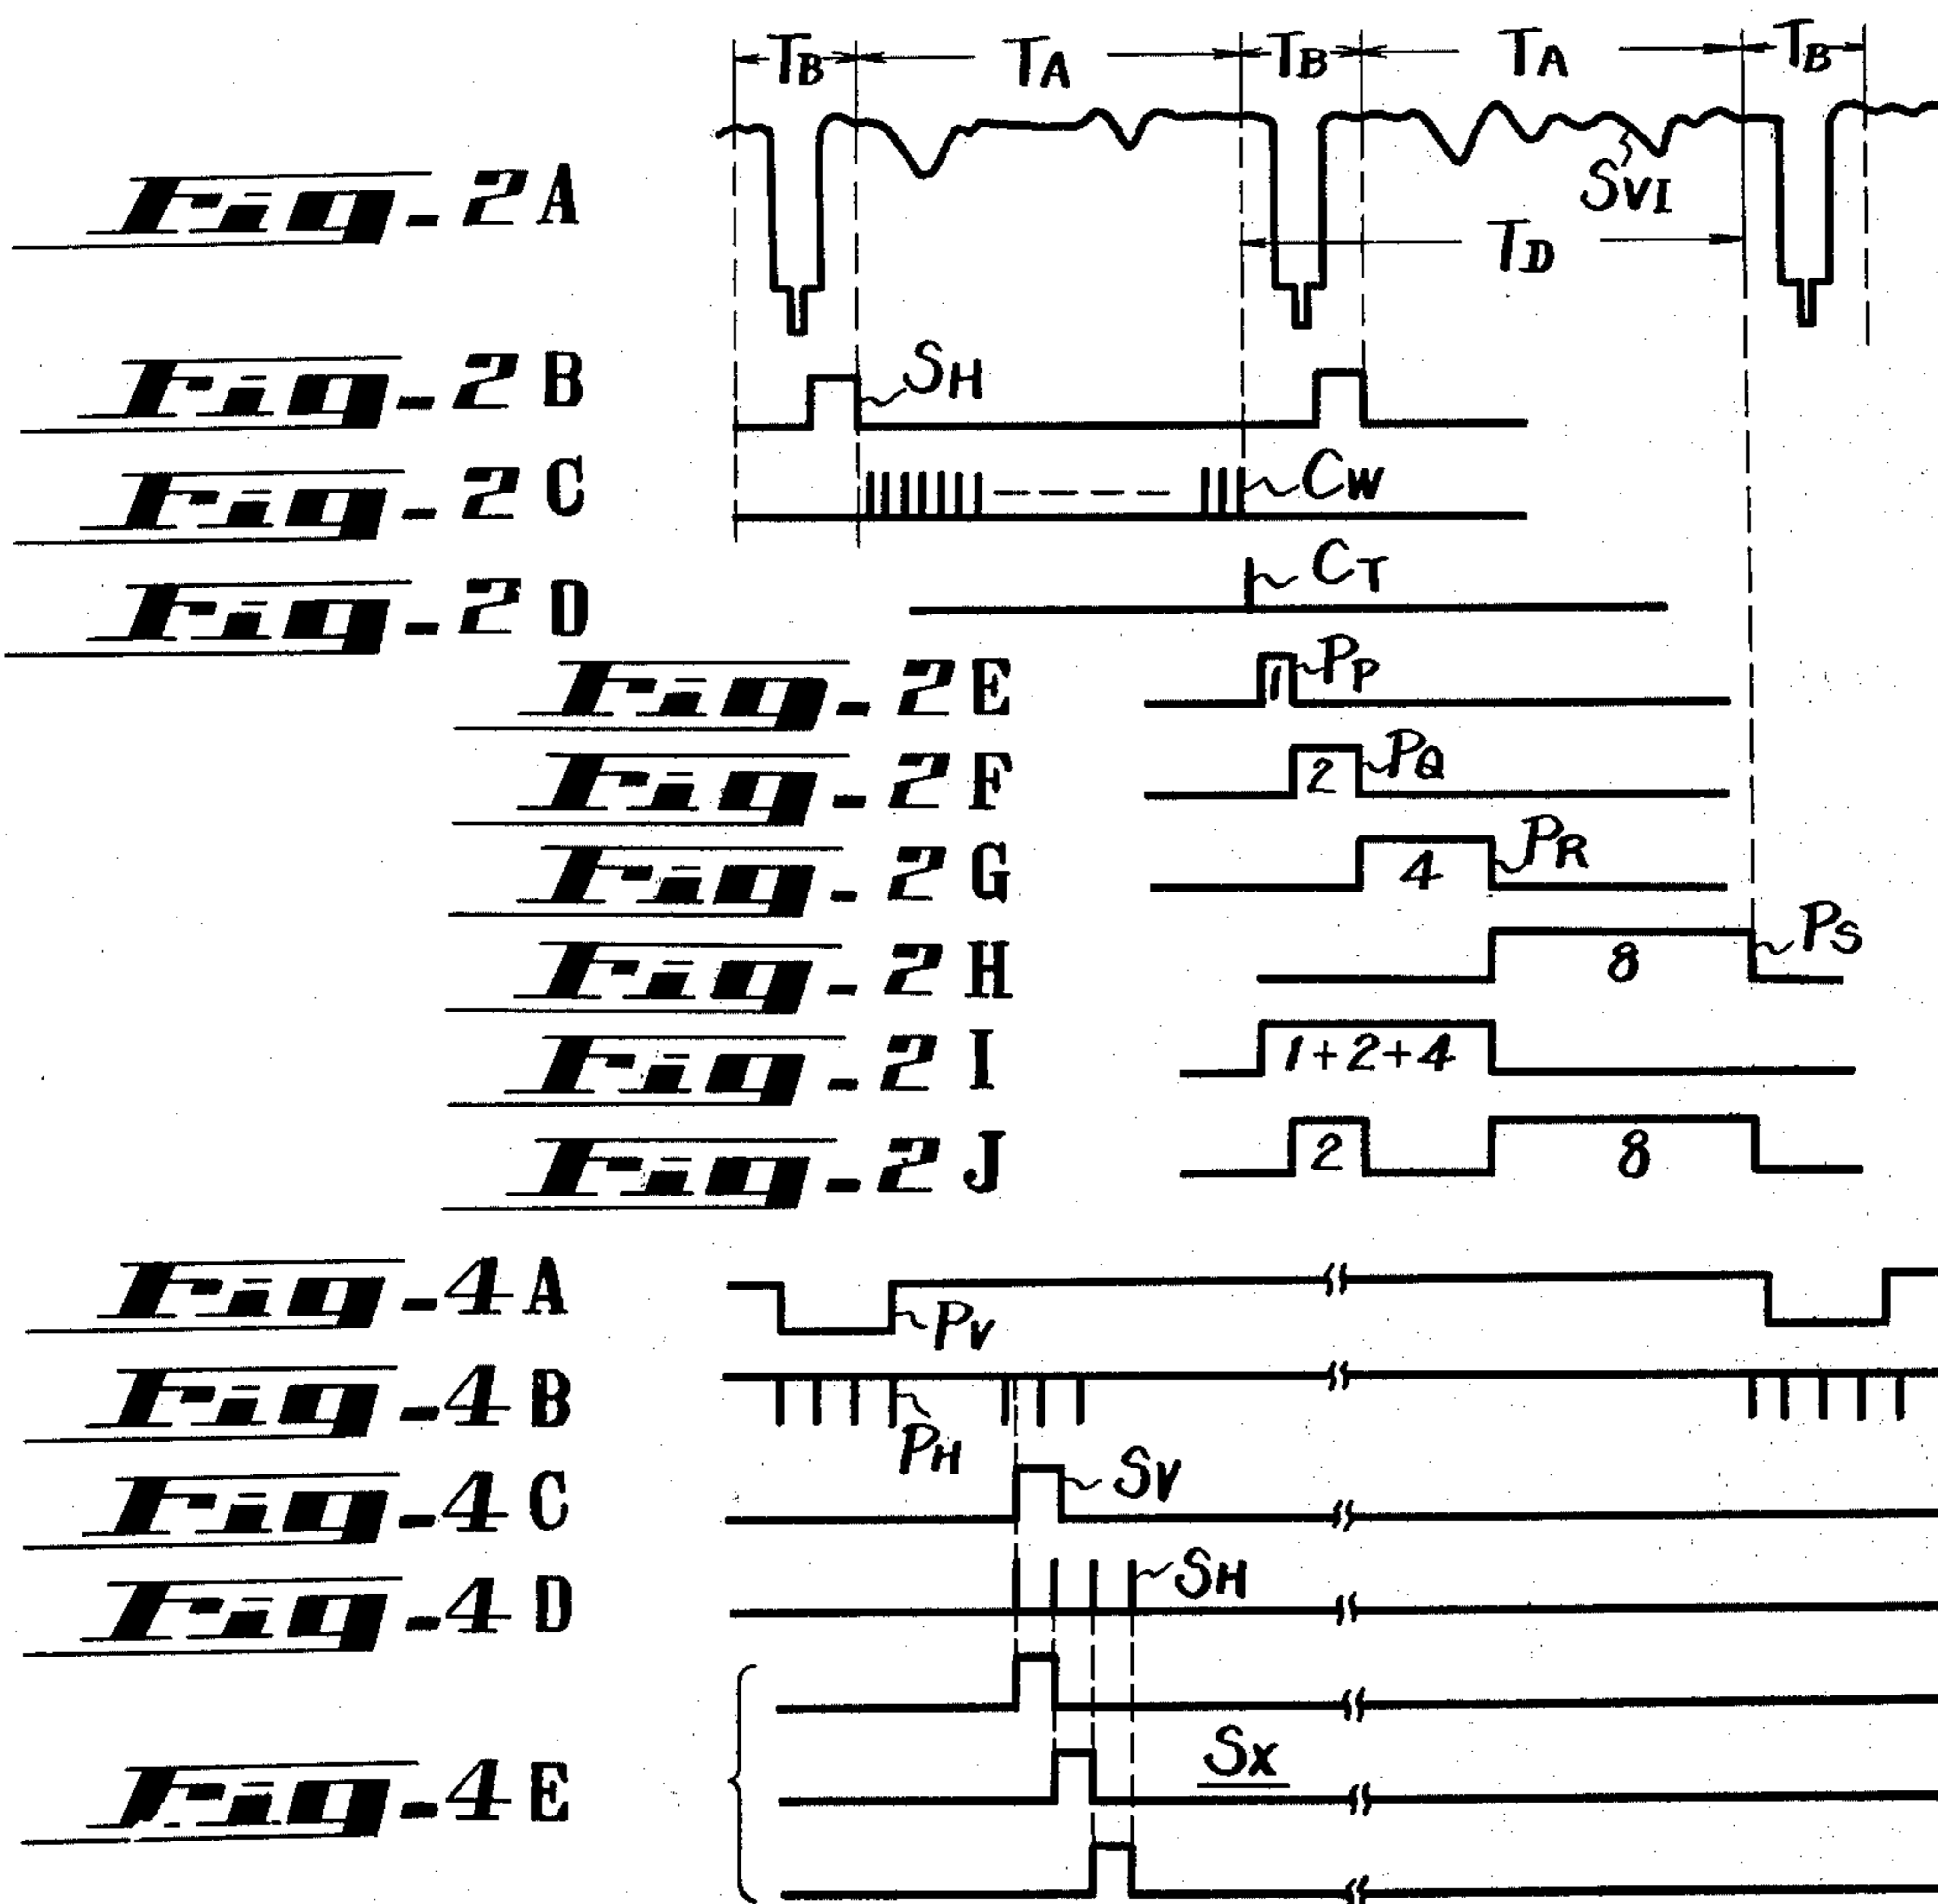 TB TA TB TA TB
Fig-2A
SVI
TD
Fig-2B
SH
Fig-2C
CW
Fig-2D
CT
Fig-2E
1 PP
Fig-2F
2 PQ
Fig-2G
4 PR
Fig-2H
8 PS
Fig-2I
1+2+4
Fig-2J
2 8
Fig-4A
PV
Fig-4B
PH
Fig-4C
SV
Fig-4D
SH
Fig-4E
SX